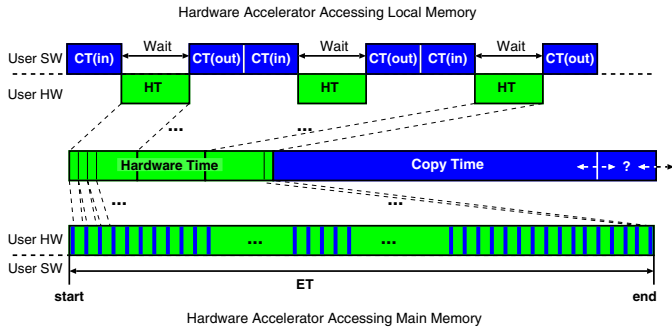 Hardware Accelerator Accessing Local Memory
Wait Wait Wait
User SW CT(in) CT(out) CT(in) CT(out) CT(in) CT(out)
User HW HT HT HT
... ...
Hardware Time Copy Time ?
... ...
User HW ... ...
User SW
ET
start end
Hardware Accelerator Accessing Main Memory